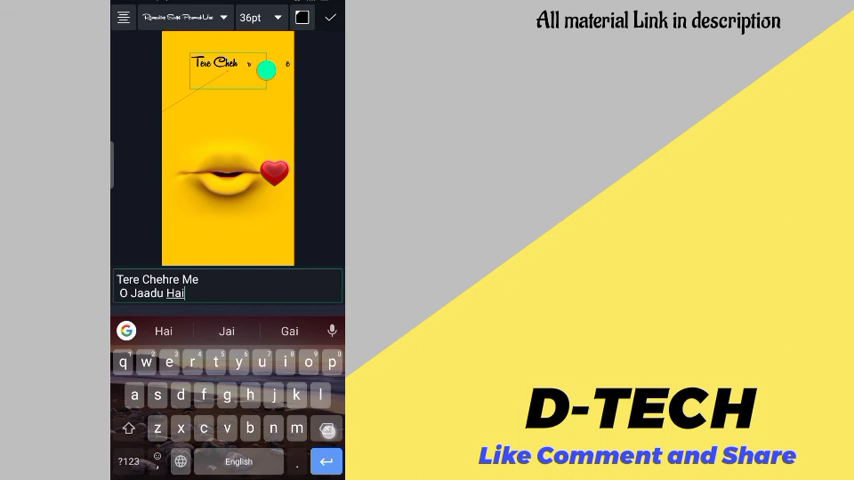 All material Link in description
36pt
Tere Cheh
Tere Chehre Me
O Jaadu Hai
Hai Jai Gai
q w e r t y u i o p
a s d f g h j k l
z x c v b n m
?123 English .
D-TECH
Like Comment and Share